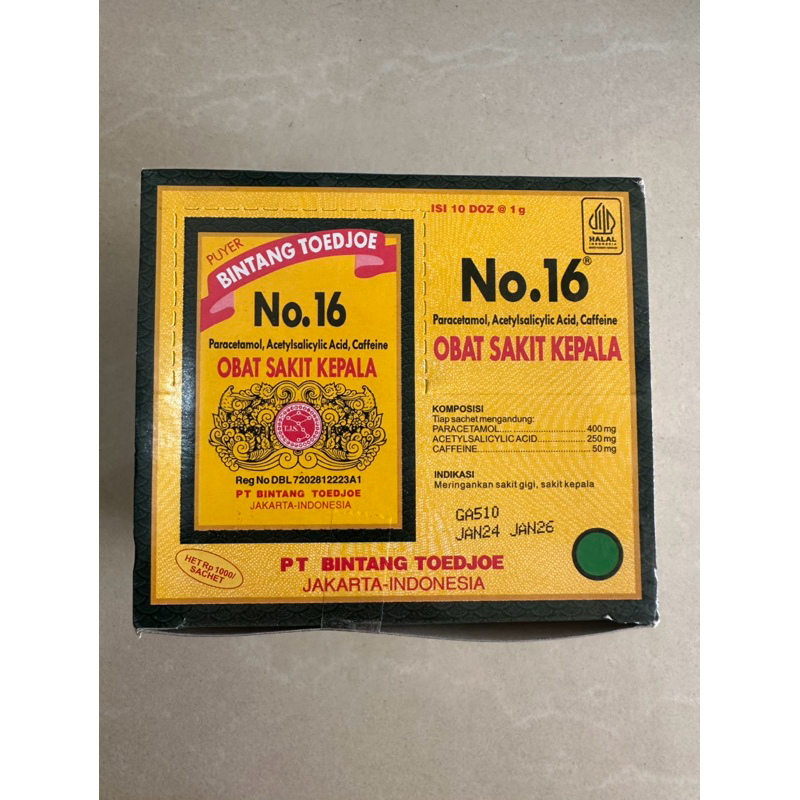 PUYER
BINTANG TOEDJOE
No.16
Paracetamol, Acetylsalicylic Acid, Caffeine
OBAT SAKIT KEPALA
T.J.S.
Reg No DBL 7202812223A1
PT BINTANG TOEDJOE
JAKARTA-INDONESIA
HET Rp 1000/
SACHET
ISI 10 DOZ @ 1 g
HALAL
INDONESIA
No.16®
Paracetamol, Acetylsalicylic Acid, Caffeine
OBAT SAKIT KEPALA
KOMPOSISI
Tiap sachet mengandung:
PARACETAMOL............................400 mg
ACETYLSALICYLIC ACID................250 mg
CAFFEINE..................................50 mg
INDIKASI
Meringankan sakit gigi, sakit kepala
GA510
JAN24 JAN26
PT BINTANG TOEDJOE
JAKARTA-INDONESIA